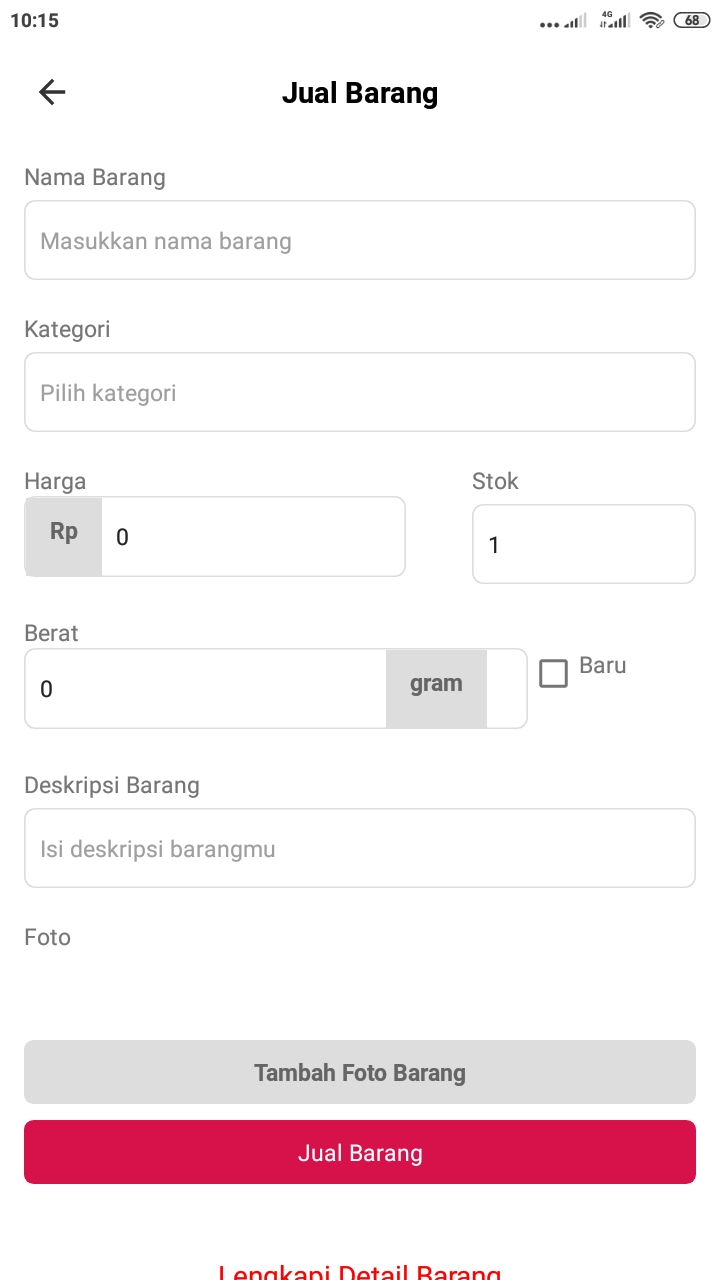 10:15
4G
68
Jual Barang
Nama Barang
Masukkan nama barang
Kategori
Pilih kategori
Harga
Stok
Rp
0
1
Berat
0
gram
Baru
Deskripsi Barang
Isi deskripsi barangmu
Foto
Tambah Foto Barang
Jual Barang
Lengkapi Detail Barang